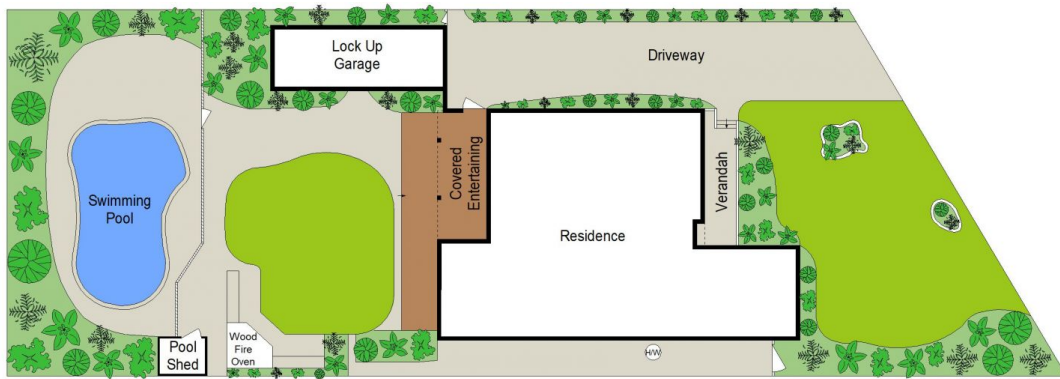 Lock Up
Garage
Driveway
Covered
Entertaining
Verandah
Swimming
Pool
Residence
Wood
Fire
Oven
Pool
Shed
H/W